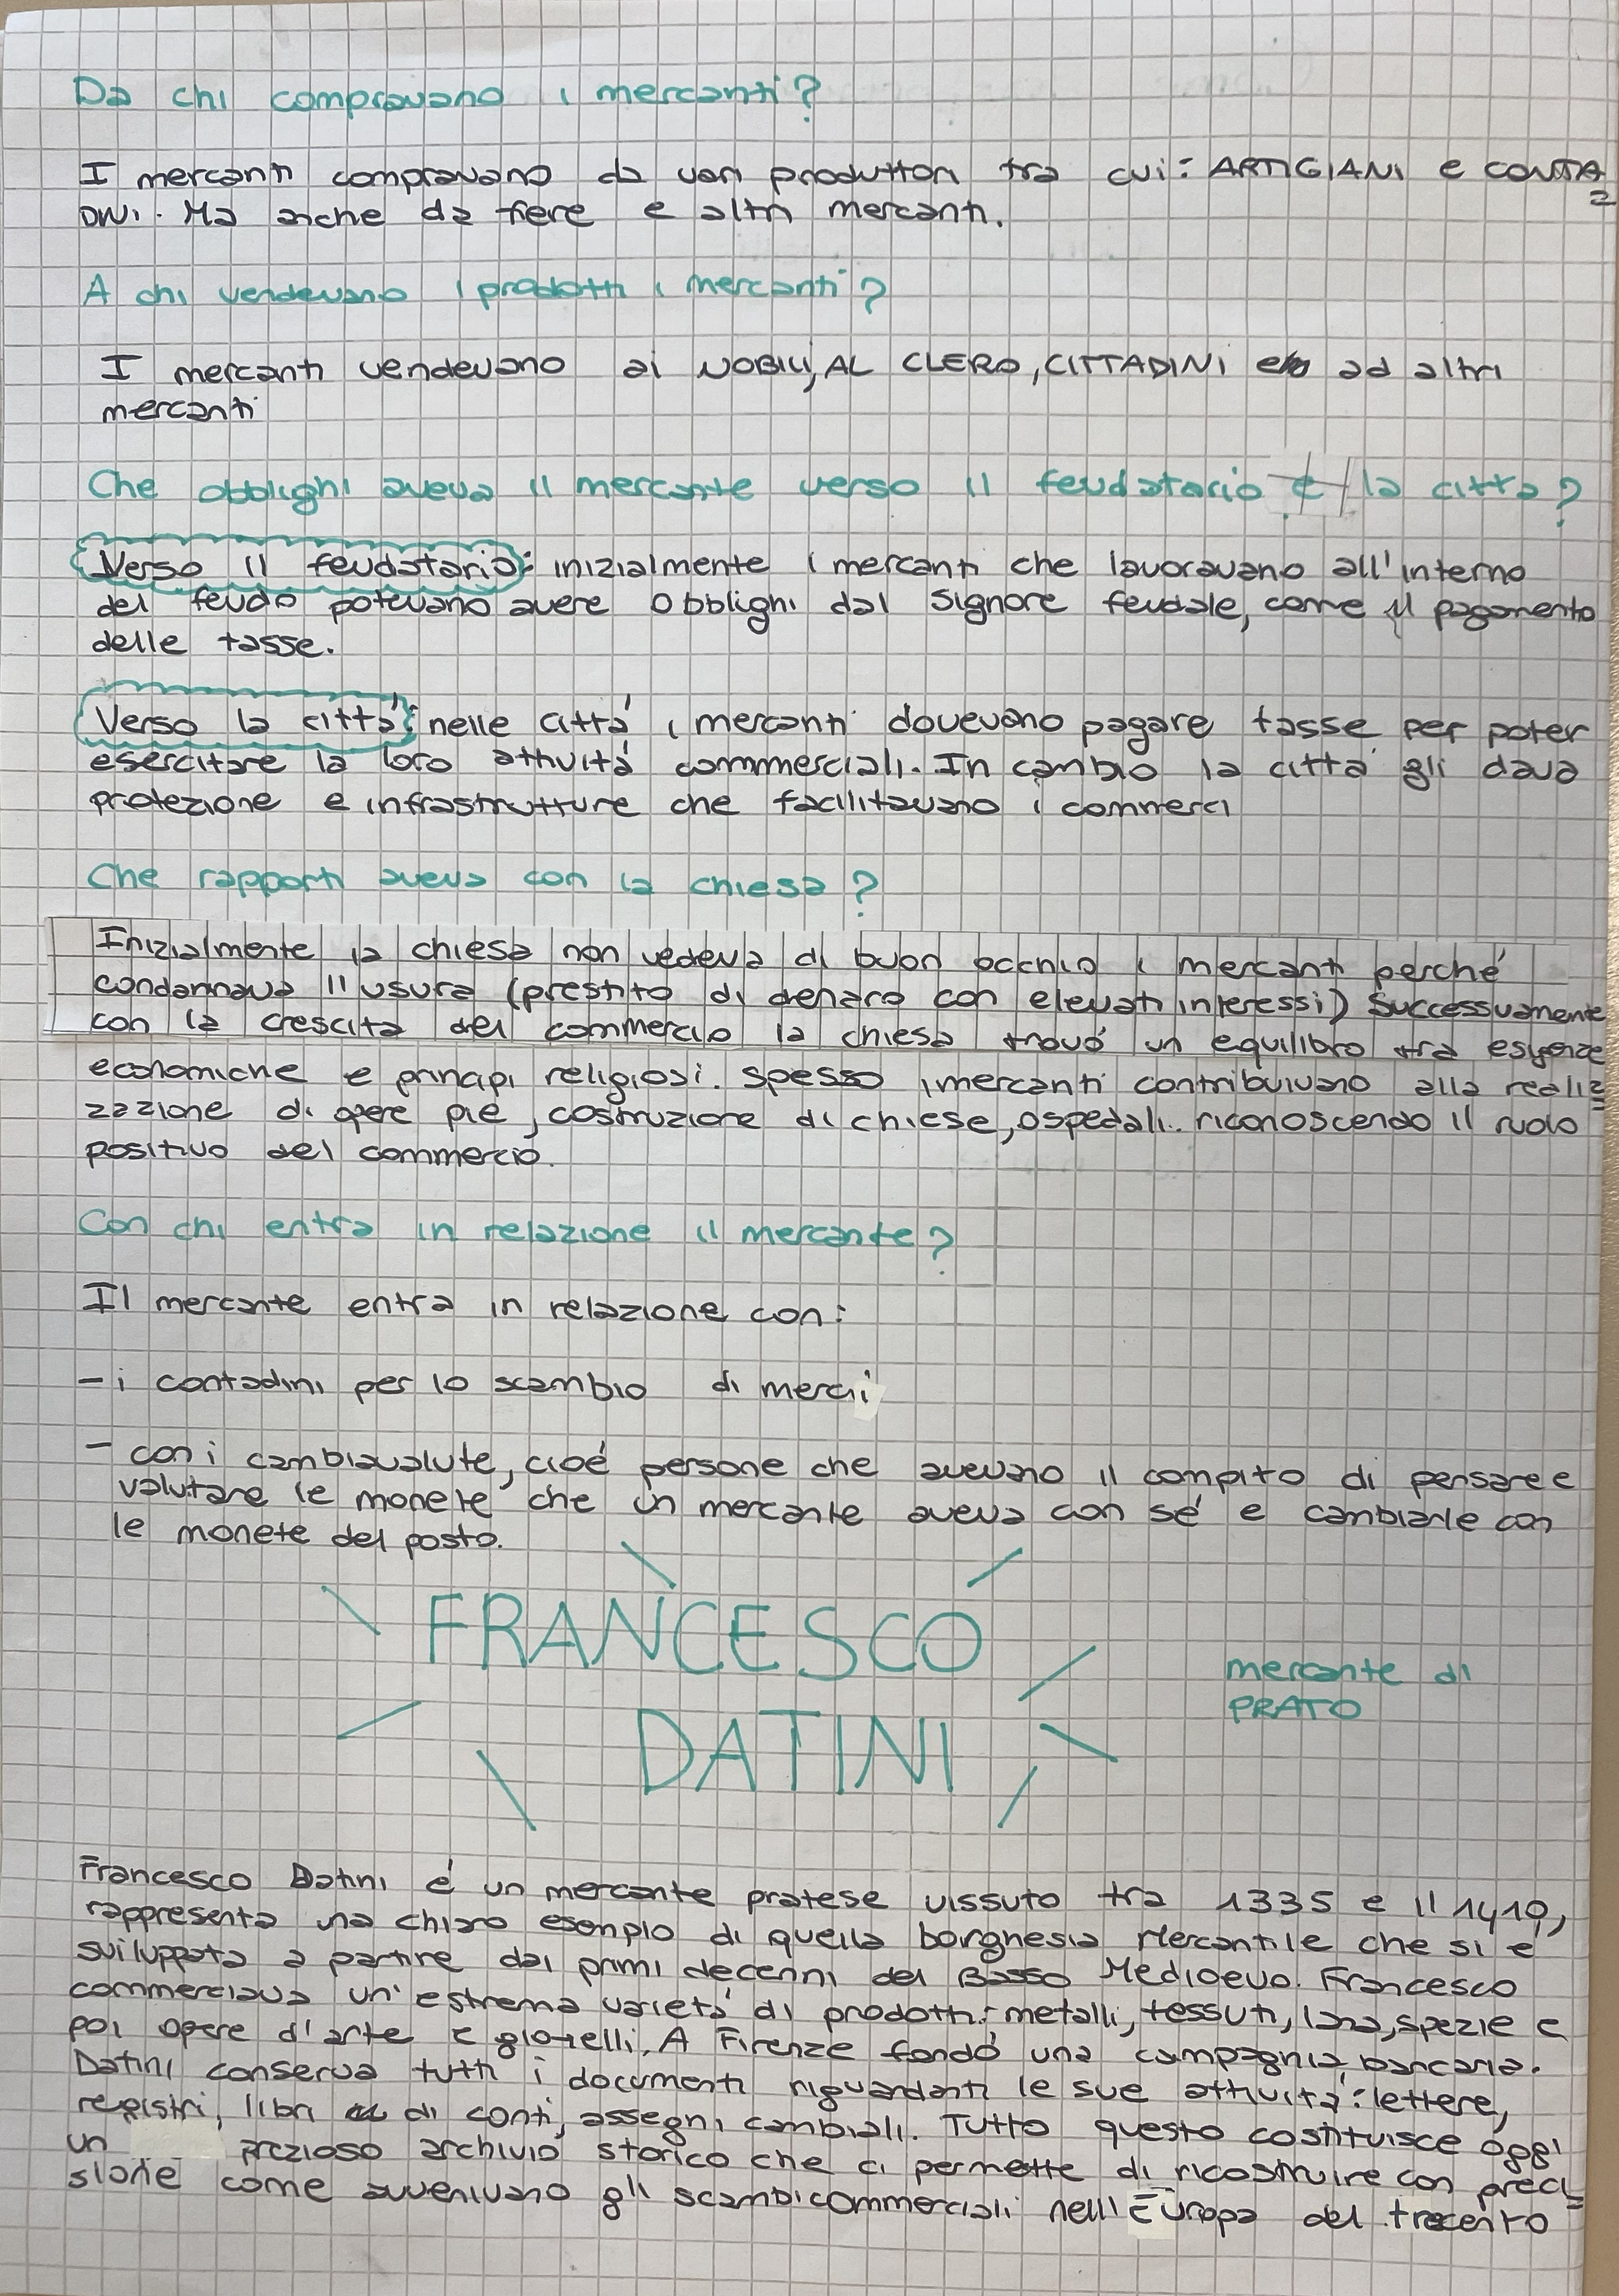 Da chi compravano i mercanti?
I mercanti compravano da vari produttori tra cui: ARTIGIANI e CONTA=
DINI. Ma anche da fiere e altri mercanti.
A chi vendevano i prodotti i mercanti?
I mercanti vendevano ai NOBILI, AL CLERO, CITTADINI e ad altri
mercanti
Che obblighi aveva il mercante verso il feudatario e la città?
Verso il feudatario: inizialmente i mercanti che lavoravano all'interno
del feudo potevano avere obblighi dal signore feudale, come il pagamento
delle tasse.
Verso la città: nelle città i mercanti dovevano pagare tasse per poter
esercitare la loro attività commerciali. In cambio la città gli dava
protezione e infrastrutture che facilitavano i commerci
Che rapporti aveva con la chiesa?
Inizialmente la chiesa non vedeva di buon occhio i mercanti perché
condannava l'usura (prestito di denaro con elevati interessi) Successivamente
con la crescita del commercio la chiesa trovò un equilibro tra esigenze
economiche e principi religiosi. Spesso i mercanti contribuivano alla realiz=
zazione di opere pie, costruzione di chiese, ospedali.. riconoscendo il ruolo
positivo del commercio.
Con chi entra in relazione il mercante?
Il mercante entra in relazione con:
- i contadini per lo scambio di merci
- con i cambiavalute, cioé persone che avevano il compito di pensare e
valutare le monete che un mercante aveva con sé e cambiarle con
le monete del posto.
FRANCESCO
DATINI
mercante di
PRATO
Francesco Datini é un mercante pratese vissuto tra 1335 e il 1410,
rappresenta una chiaro esempio di quella borghesia Mercantile che si é
sviluppata a partire dai primi decenni del Basso Medioevo. Francesco
commerciava un'estrema varietá di prodotti: metalli, tessuti, lana, spezie e
poi opere d'arte e gioielli. A Firenze fondò una compagnia bancaria.
Datini conserva tutti i documenti riguardanti le sue attività: lettere,
registri, libri di conti, assegni cambiali. Tutto questo costituisce oggi
un prezioso archivio storico che ci permette di ricostruire con preci=
sione come avvenivano gli scambi commerciali nell'Europa del trecento